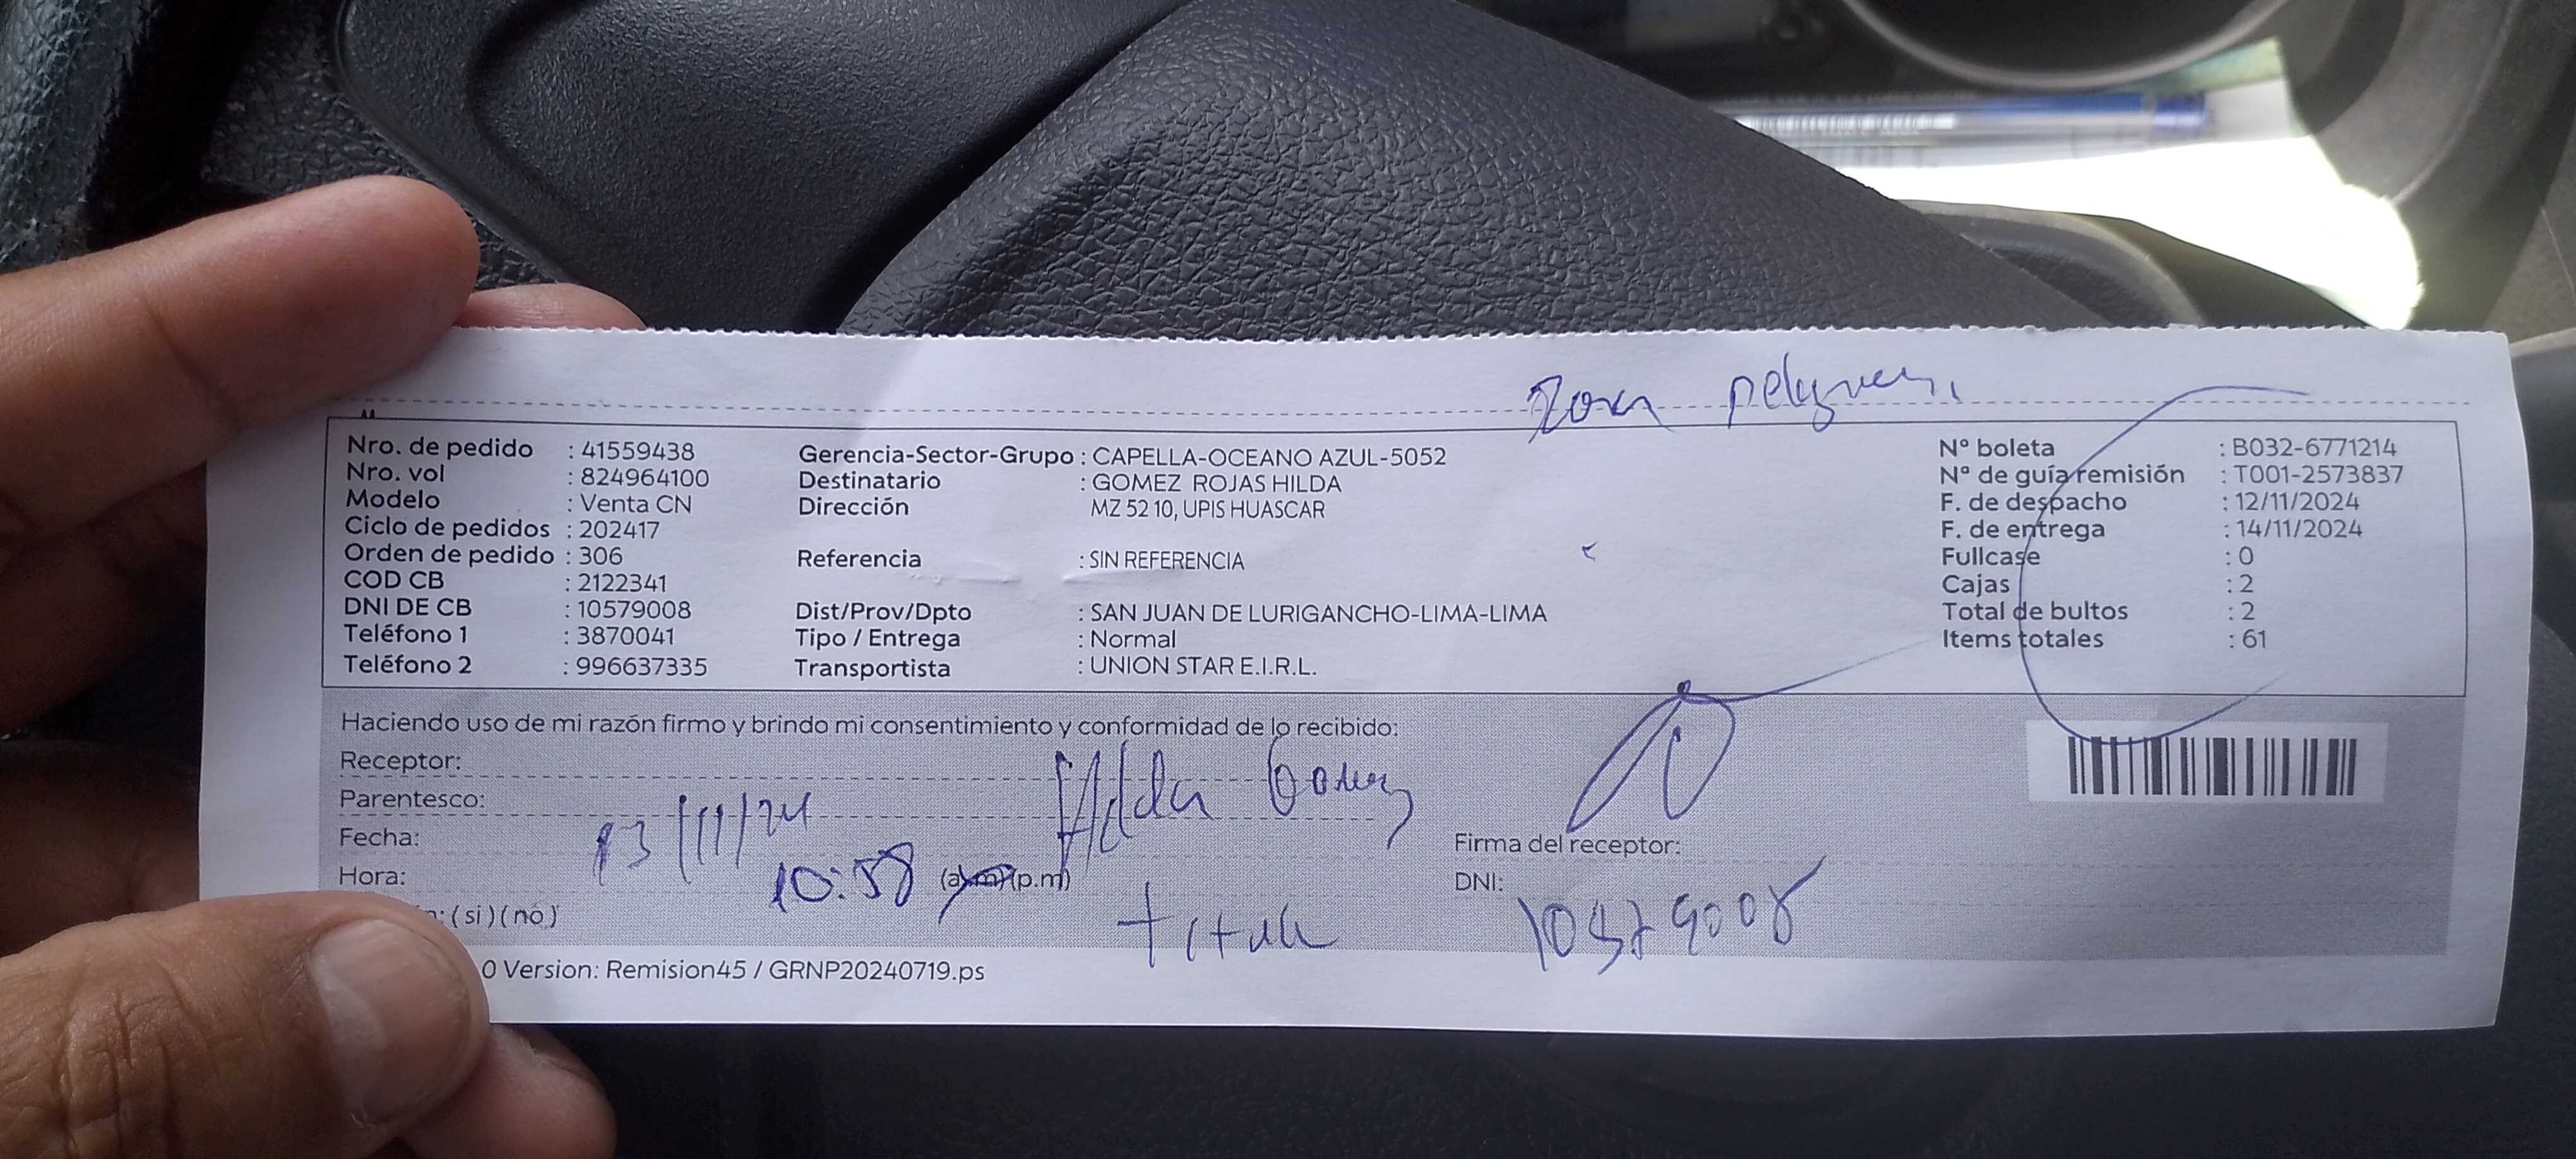 Zona peligrosa
Nro. de pedido : 41559438
Nro. vol : 824964100
Modelo : Venta CN
Ciclo de pedidos : 202417
Orden de pedido : 306
COD CB : 2122341
DNI DE CB : 10579008
Teléfono 1 : 3870041
Teléfono 2 : 996637335
Gerencia-Sector-Grupo : CAPELLA-OCEANO AZUL-5052
Destinatario : GOMEZ ROJAS HILDA
Dirección MZ 52 10, UPIS HUASCAR
Referencia : SIN REFERENCIA
Dist/Prov/Dpto : SAN JUAN DE LURIGANCHO-LIMA-LIMA
Tipo / Entrega : Normal
Transportista : UNION STAR E.I.R.L.
N° boleta : B032-6771214
N° de guía remisión : T001-2573837
F. de despacho : 12/11/2024
F. de entrega : 14/11/2024
Fullcase : 0
Cajas : 2
Total de bultos : 2
Items totales : 61
Haciendo uso de mi razón firmo y brindo mi consentimiento y conformidad de lo recibido:
Receptor: Hilda Gomez
Parentesco:
Fecha: 13/11/24
Hora: 10:58 (a.m)(p.m)
: (si) (no)
Titular
Firma del receptor:
DNI: 10579008
0 Version: Remision45 / GRNP20240719.ps